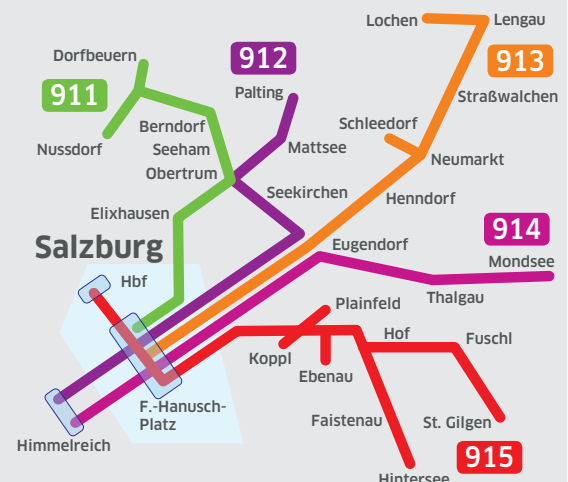 Lochen
Lengau
Dorfbeuern
912
913
911
Palting
Straßwalchen
Berndorf
Schleedorf
Nussdorf
Seeham
Mattsee
Neumarkt
Obertrum
Seekirchen
Henndorf
Elixhausen
914
Salzburg
Eugendorf
Mondsee
Hbf
Thalgau
Plainfeld
Hof
Fuschl
Koppl
Ebenau
F.-Hanusch-
Platz
Faistenau
St. Gilgen
Himmelreich
915
Hintersee